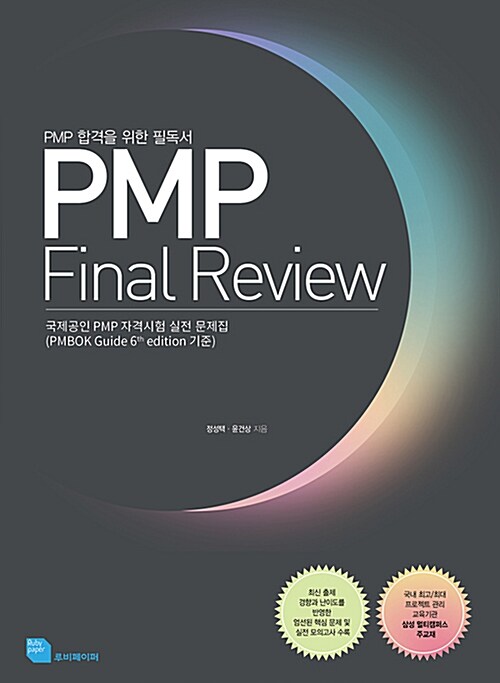 PMP 합격을 위한 필독서
PMP
Final Review
국제공인 PMP 자격시험 실전 문제집
(PMBOK Guide 6th edition 기준)
정성택 · 윤건상 지음
최신 출제
경향과 난이도를
반영한
엄선된 핵심 문제 및
실전 모의고사 수록
국내 최고/최대
프로젝트 관리
교육기관
삼성 멀티캠퍼스
주교재
Ruby
paper
루비페이퍼